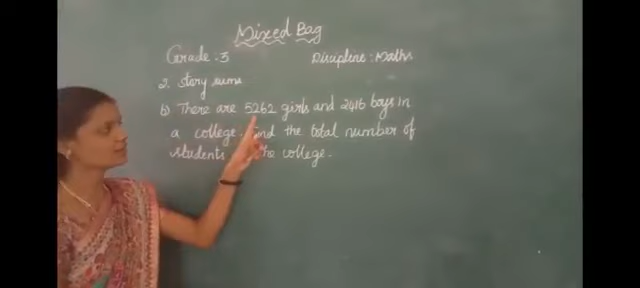 Mixed Bag
Grade : 3 Discipline : Maths
2. Story sums
b) There are 5262 girls and 2416 boys in
a college. Find the total number of
students the college.